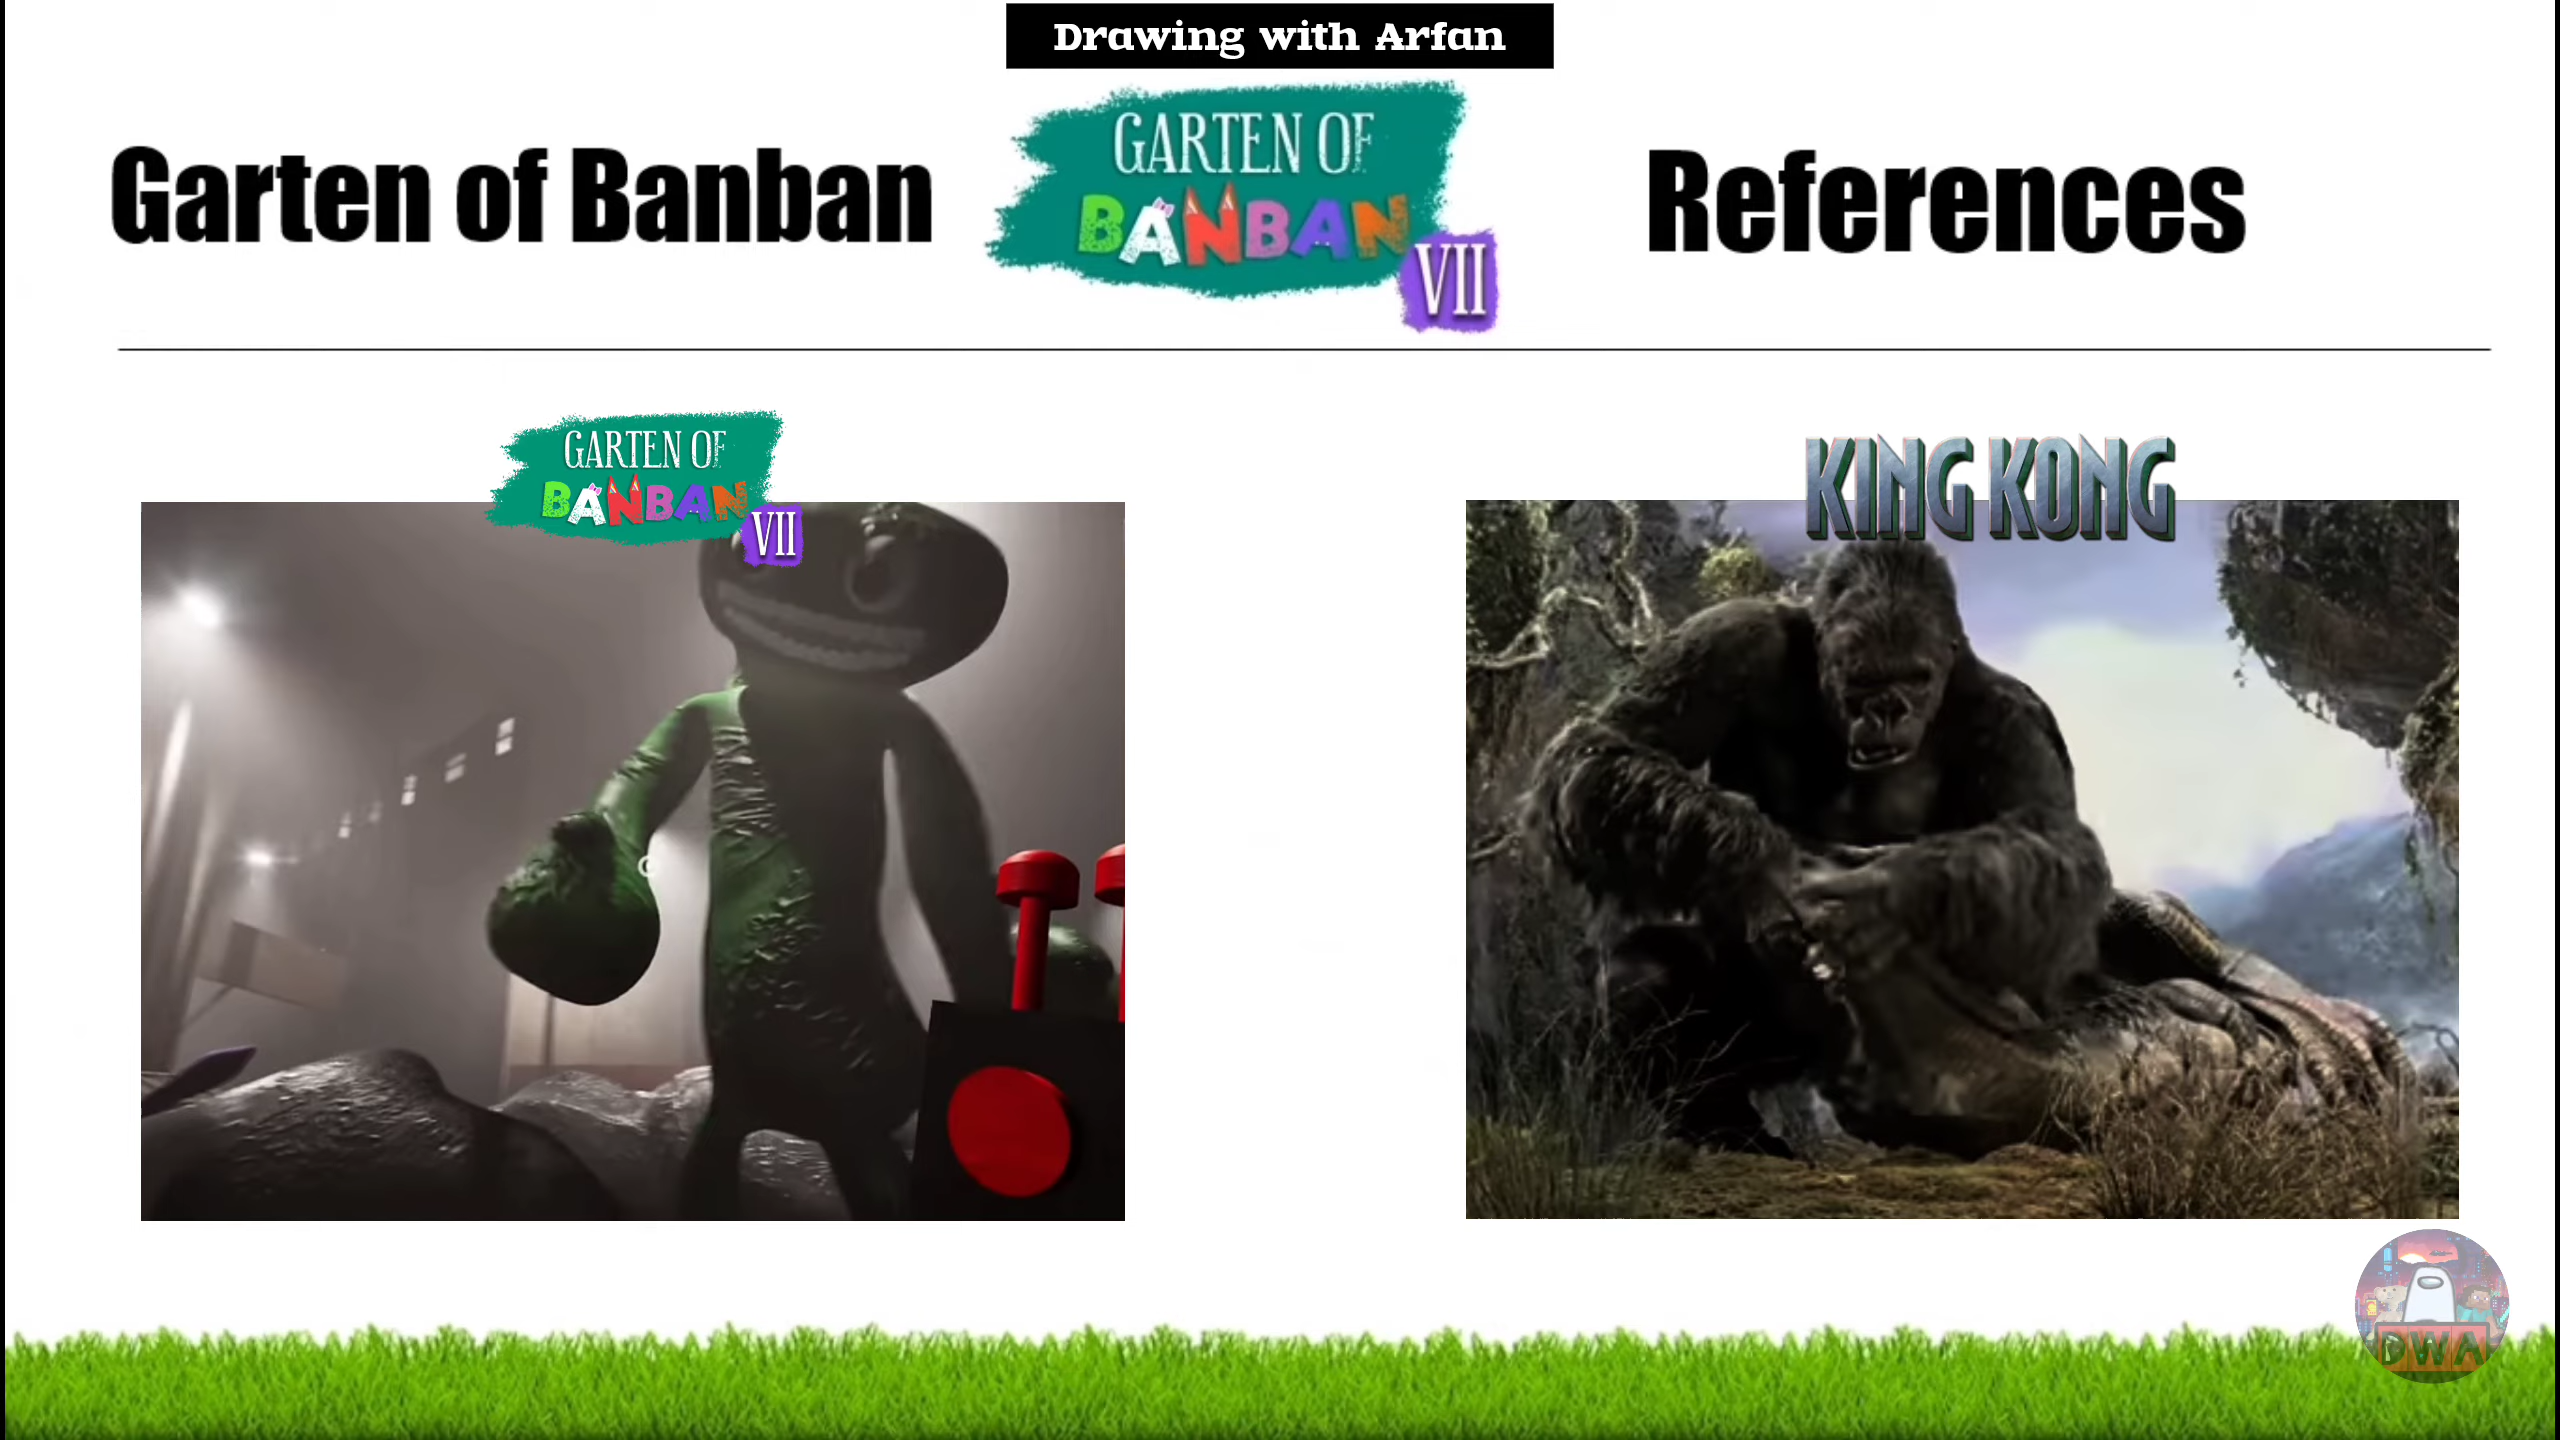 Drawing with Arfan
Garten of Banban
GARTEN OF
BANBAN
VII
References
GARTEN OF
BANBAN
VII
KING KONG
DWA